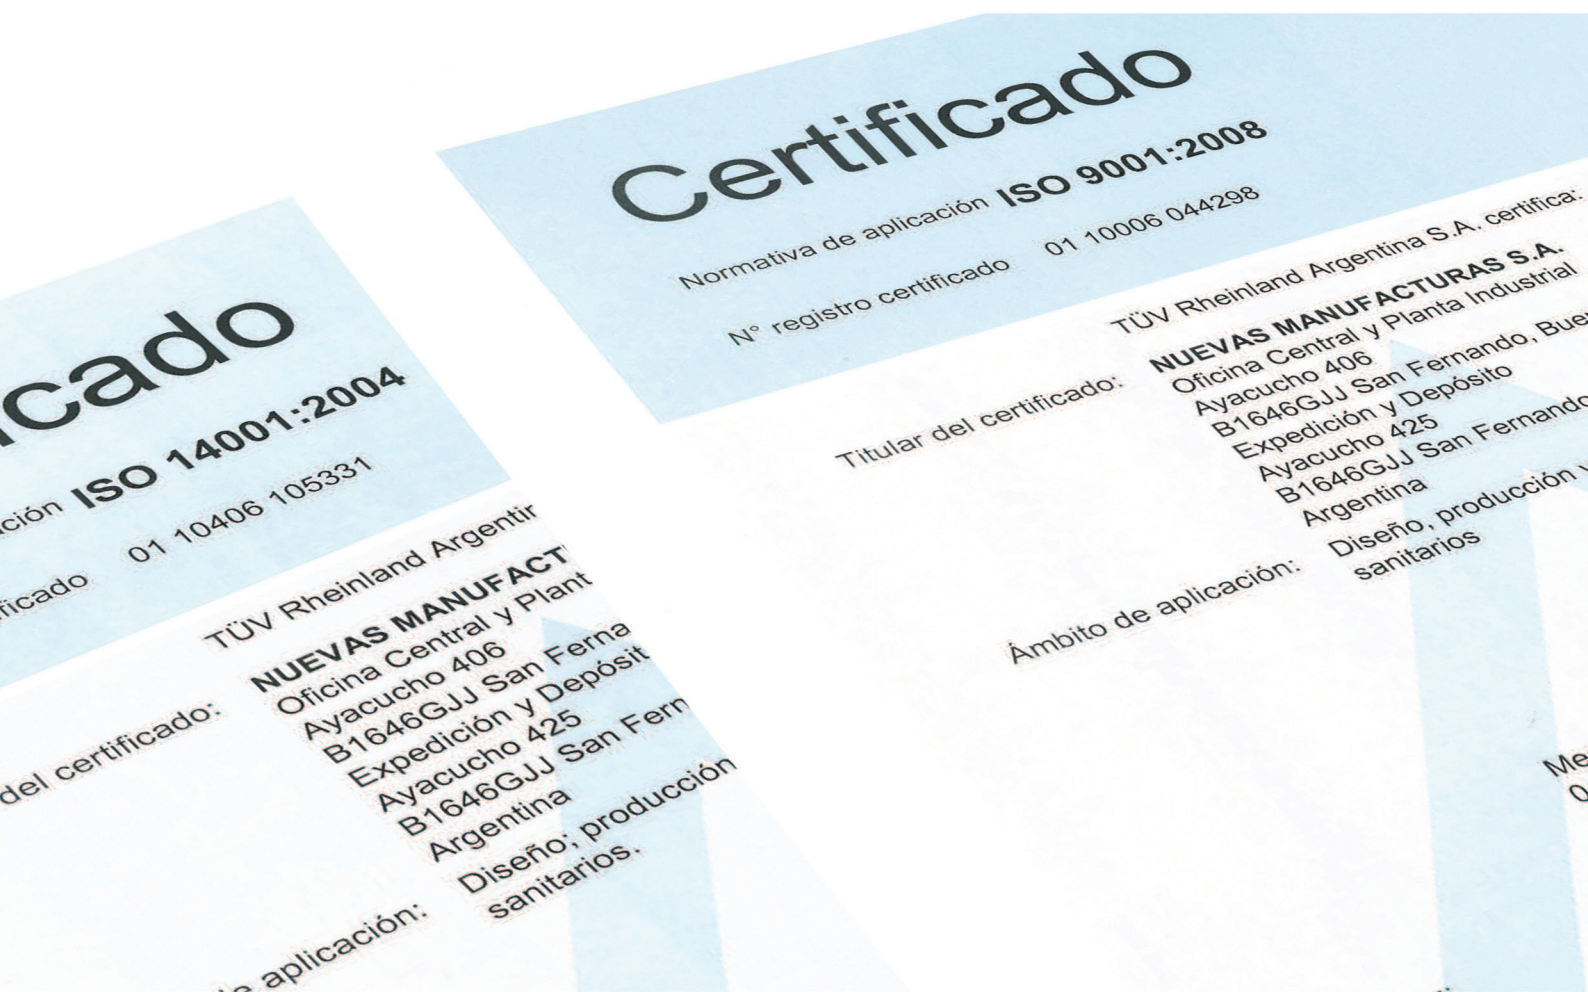 Certificado
Normativa de aplicación ISO 9001:2008
N° registro certificado 01 10006 044298
TÜV Rheinland Argentina S.A. certifica:
Titular del certificado:
NUEVAS MANUFACTURAS S.A.
Oficina Central y Planta Industrial
Ayacucho 406
B1646GJJ San Fernando, Bue
Expedición y Depósito
Ayacucho 425
B1646GJJ San Fernando
Argentina
Ámbito de aplicación:
Diseño, producción y
sanitarios
Me
0
icado
ción ISO 14001:2004
ficado 01 10406 105331
TÜV Rheinland Argentin
del certificado:
NUEVAS MANUFACT
Oficina Central y Plant
Ayacucho 406
B1646GJJ San Ferna
Expedición y Depósit
Ayacucho 425
B1646GJJ San Fern
Argentina
Diseño; producción
sanitarios.
e aplicación: